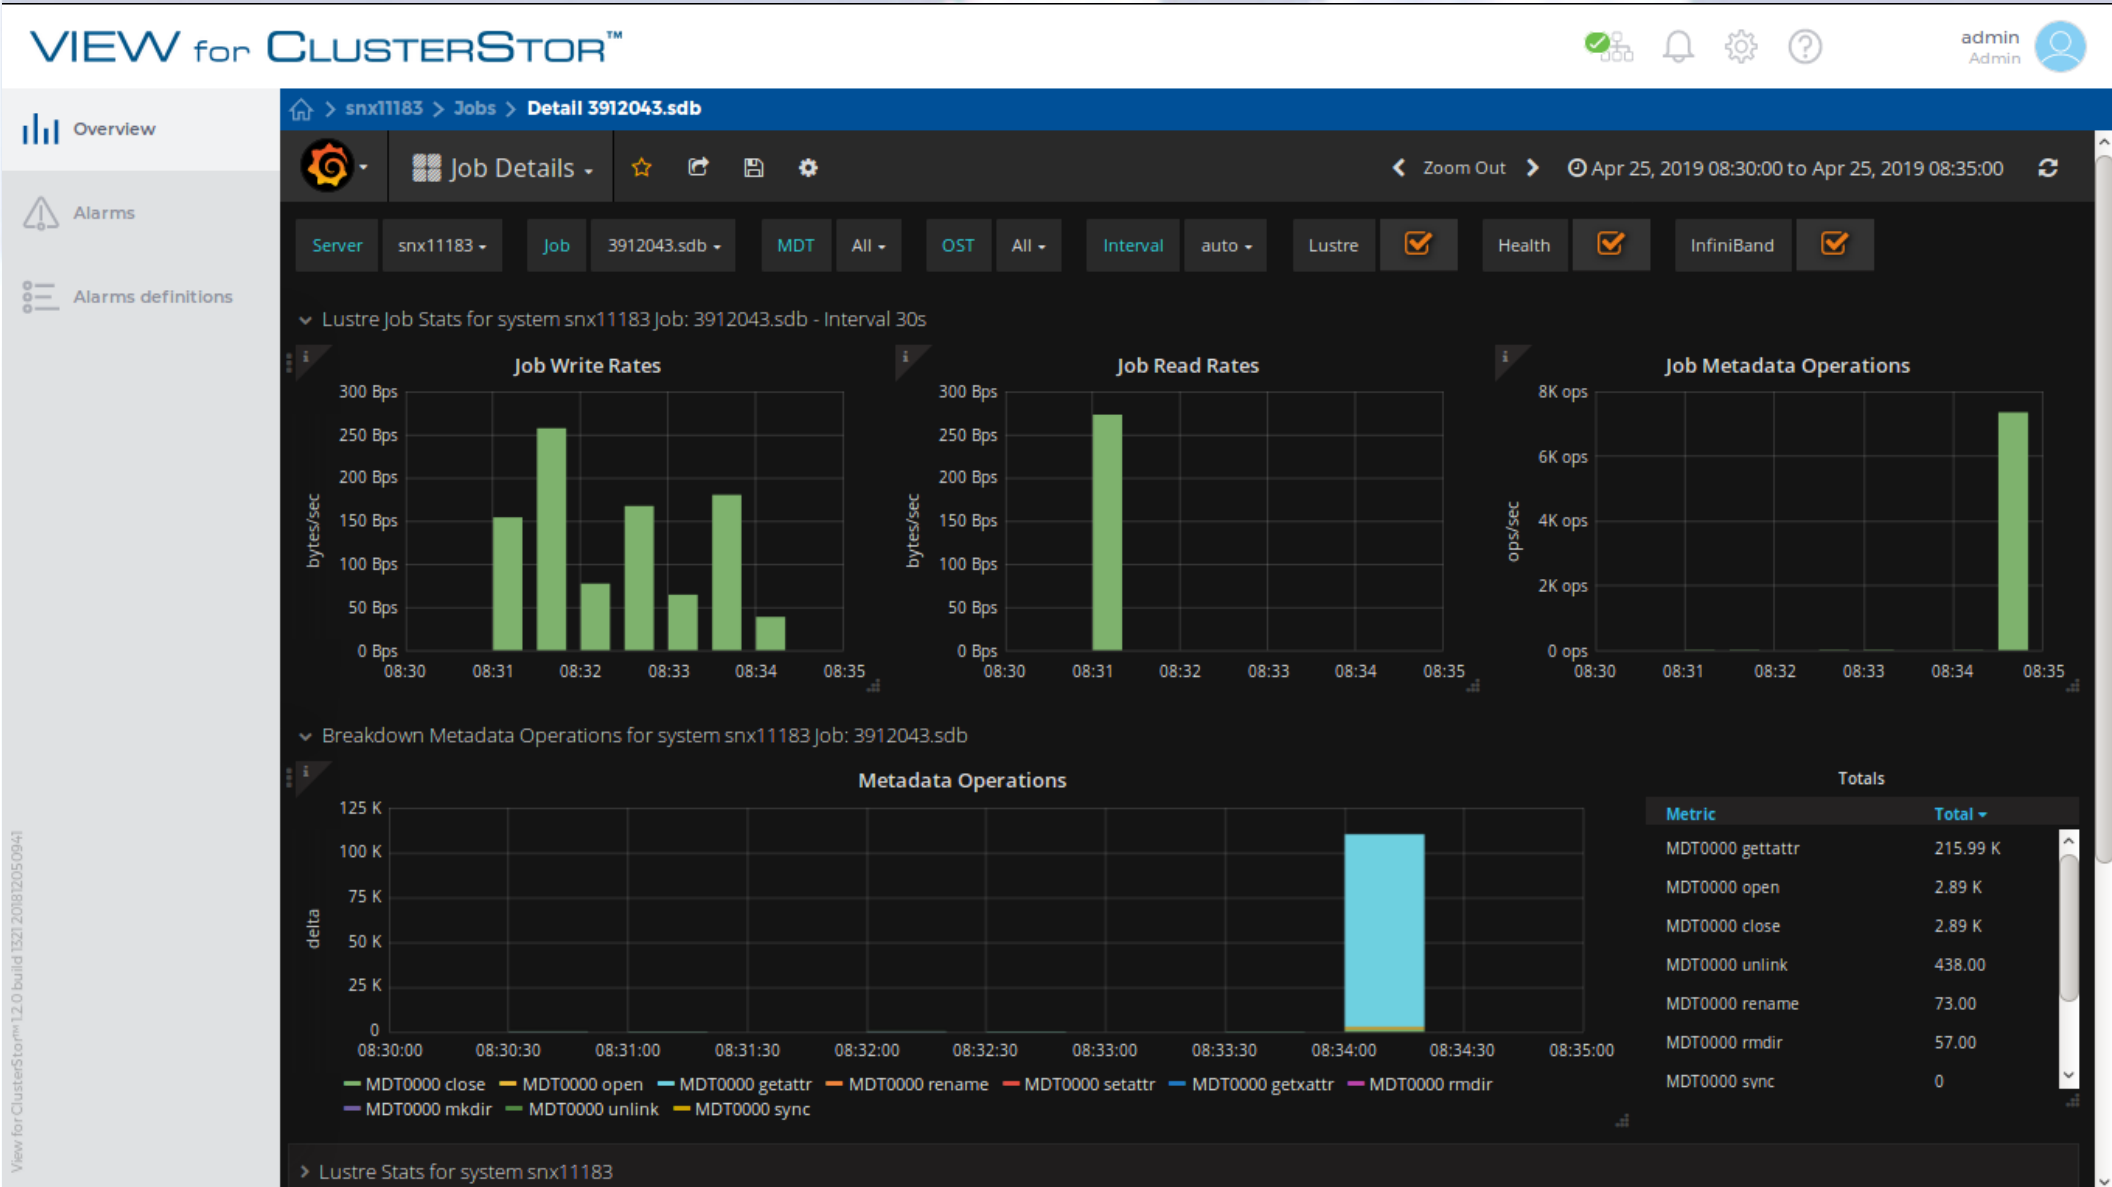 VIEW for CLUSTERSTOR™
admin
Admin
Overview
Alarms
Alarms definitions
View for ClusterStor™ 1.2.0 build 1321 201812050941
> snx11183 > Jobs > Detail 3912043.sdb
Job Details
Zoom Out
Apr 25, 2019 08:30:00 to Apr 25, 2019 08:35:00
Server snx11183 Job 3912043.sdb MDT All OST All Interval auto Lustre Health InfiniBand
Lustre Job Stats for system snx11183 Job: 3912043.sdb - Interval 30s
Job Write Rates
bytes/sec
300 Bps
250 Bps
200 Bps
150 Bps
100 Bps
50 Bps
0 Bps
08:30 08:31 08:32 08:33 08:34 08:35
Job Read Rates
bytes/sec
300 Bps
250 Bps
200 Bps
150 Bps
100 Bps
50 Bps
0 Bps
08:30 08:31 08:32 08:33 08:34 08:35
Job Metadata Operations
ops/sec
8K ops
6K ops
4K ops
2K ops
0 ops
08:30 08:31 08:32 08:33 08:34 08:35
Breakdown Metadata Operations for system snx11183 Job: 3912043.sdb
Metadata Operations
delta
125 K
100 K
75 K
50 K
25 K
0
08:30:00 08:30:30 08:31:00 08:31:30 08:32:00 08:32:30 08:33:00 08:33:30 08:34:00 08:34:30 08:35:00
MDT0000 close MDT0000 open MDT0000 getattr MDT0000 rename MDT0000 setattr MDT0000 getxattr MDT0000 rmdir
MDT0000 mkdir MDT0000 unlink MDT0000 sync
Totals
Metric Total
MDT0000 gettattr 215.99 K
MDT0000 open 2.89 K
MDT0000 close 2.89 K
MDT0000 unlink 438.00
MDT0000 rename 73.00
MDT0000 rmdir 57.00
MDT0000 sync 0
> Lustre Stats for system snx11183